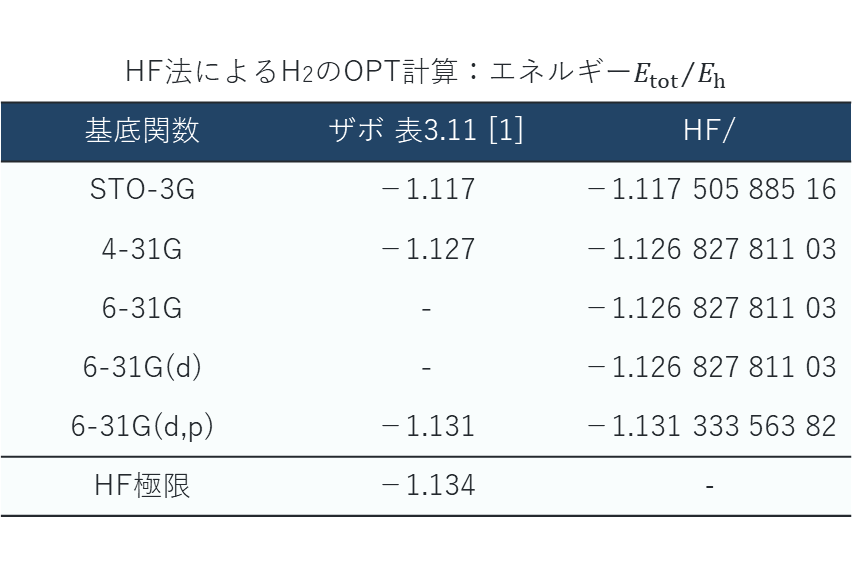 HF法によるH2のOPT計算：エネルギーEtot/Eh
基底関数 ザボ 表3.11 [1] HF/
STO-3G －1.117 －1.117 505 885 16
4-31G －1.127 －1.126 827 811 03
6-31G - －1.126 827 811 03
6-31G(d) - －1.126 827 811 03
6-31G(d,p) －1.131 －1.131 333 563 82
HF極限 －1.134 -